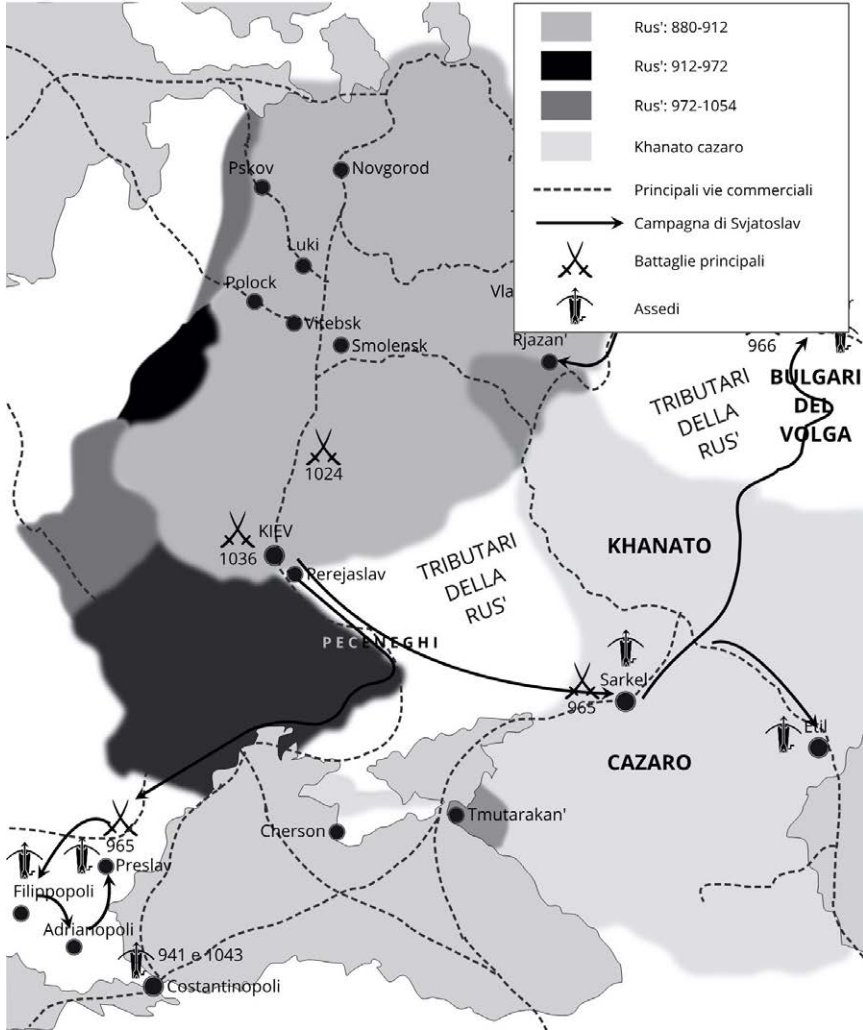 Rus': 880-912
Rus': 912-972
Rus': 972-1054
Khanato cazaro
Principali vie commerciali
Campagna di Svjatoslav
Battaglie principali
Assedi
Pskov
Novgorod
Luki
Polock
Vla
Vitebsk
Smolensk
Rjazan'
966
BULGARI
DEL
VOLGA
TRIBUTARI
DELLA
RUS'
1024
KIEV
1036
Perejaslav
TRIBUTARI
DELLA
RUS'
KHANATO
PECENEGHI
Sarkel
965
Etil
CAZARO
Tmutarakan'
Cherson
965
Preslav
Filippopoli
Adrianopoli
941 e 1043
Costantinopoli